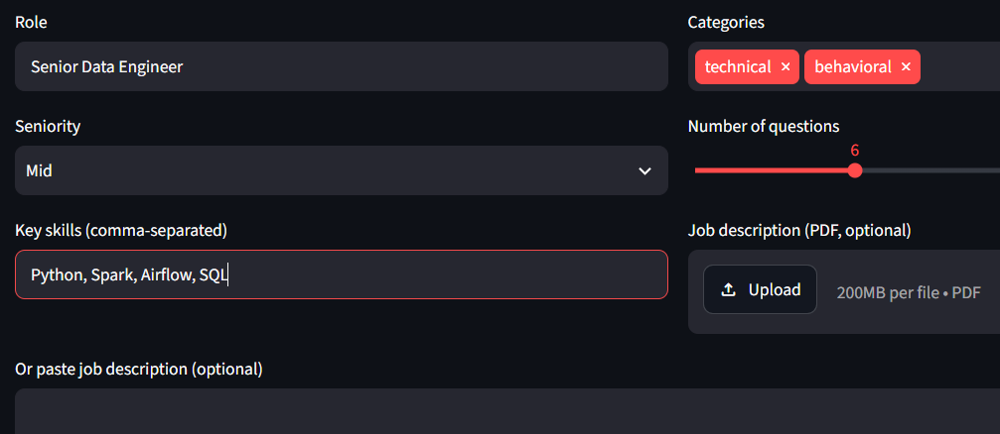 Role
Senior Data Engineer
Categories
technical ×
behavioral ×
Seniority
Mid
Number of questions
6
Key skills (comma-separated)
Python, Spark, Airflow, SQL
Job description (PDF, optional)
Upload
200MB per file • PDF
Or paste job description (optional)